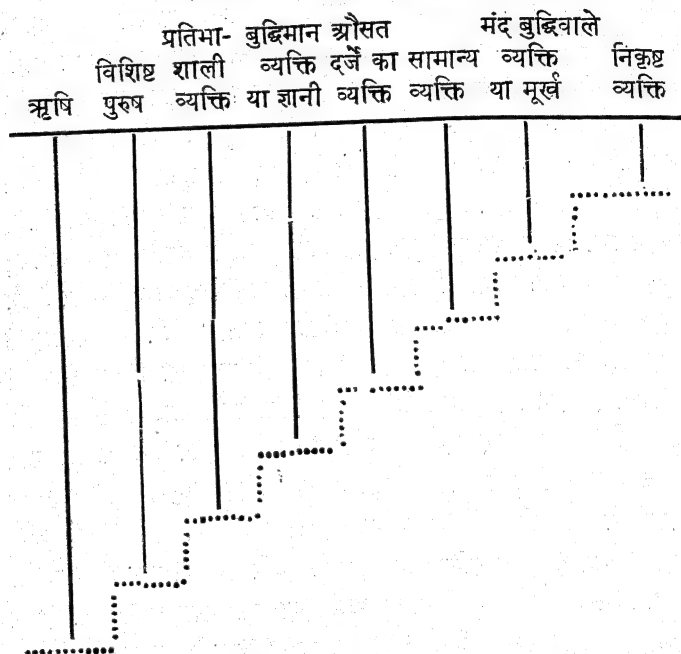 प्रतिभा- बुद्धिमान औसत मंद बुद्धिवाले
विशिष्ट शाली व्यक्ति दर्जे का सामान्य व्यक्ति निकृष्ट
ऋषि पुरुष व्यक्ति या ज्ञानी व्यक्ति व्यक्ति या मूर्ख व्यक्ति